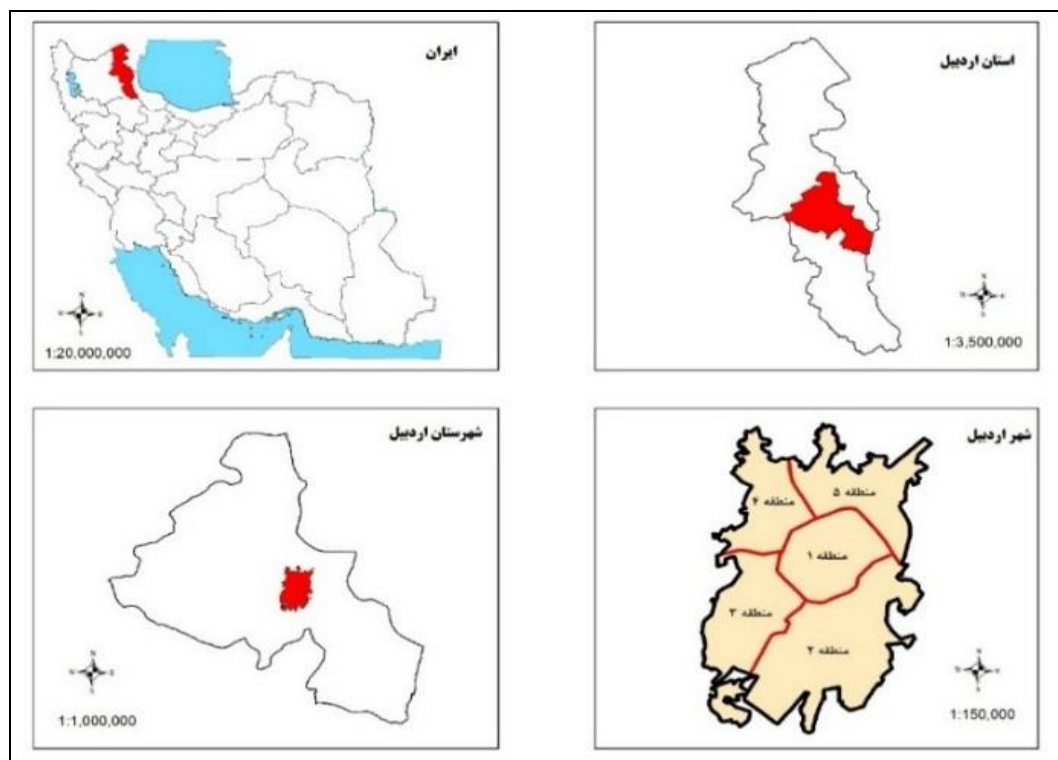 ایران
1:20,000,000
استان اردبیل
1:3,500,000
شهرستان اردبیل
1:1,000,000
شهر اردبیل
منطقه ۵
منطقه ۴
منطقه ۱
منطقه ۳
منطقه ۲
1:150,000